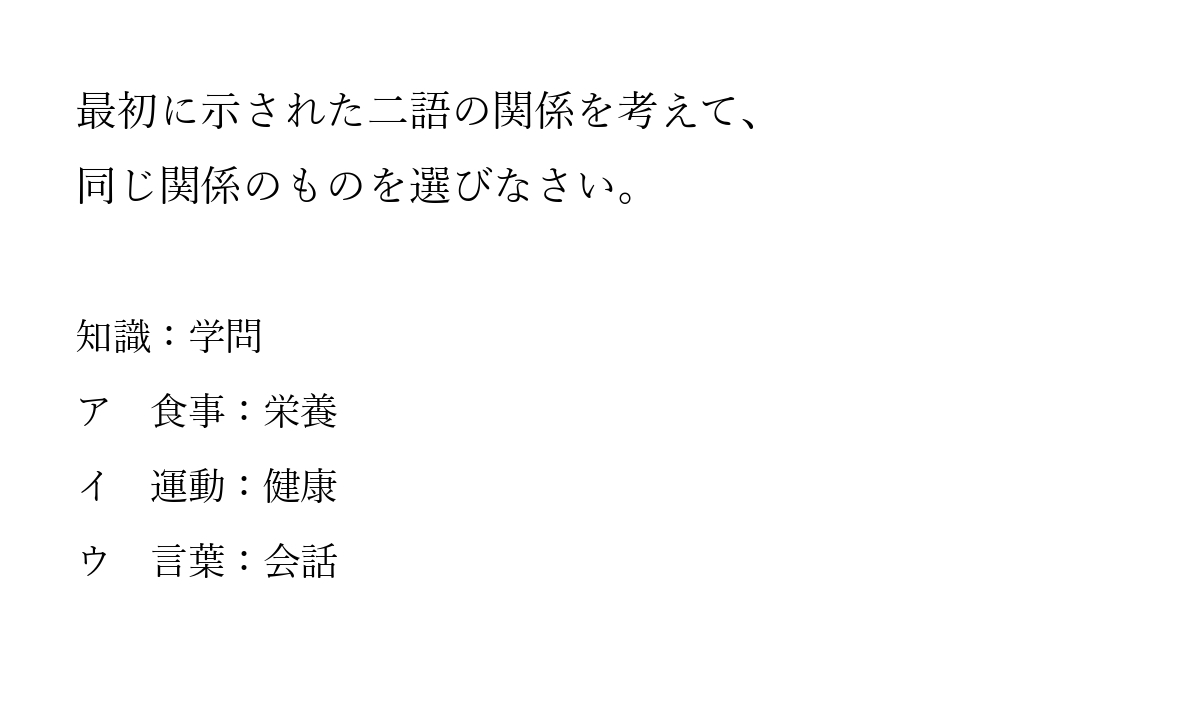 最初に示された二語の関係を考えて、
同じ関係のものを選びなさい。
知識：学問
ア　食事：栄養
イ　運動：健康
ウ　言葉：会話